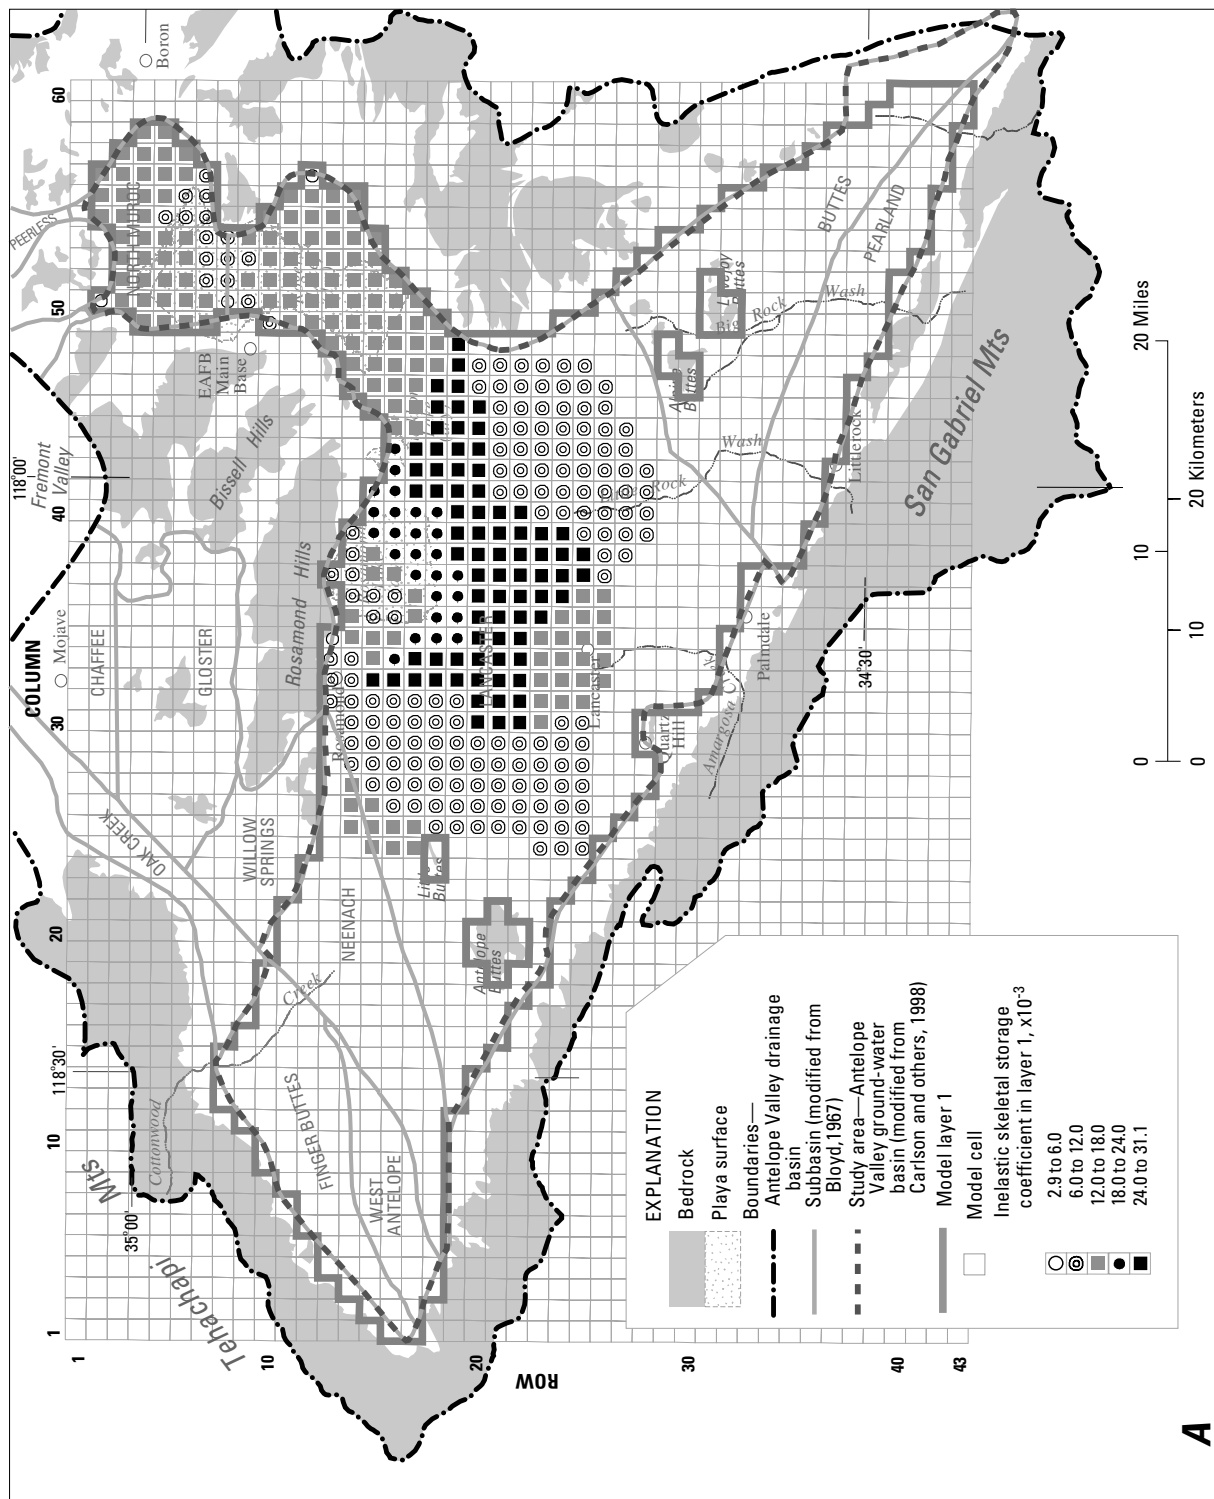 COLUMN
1
10
20
30
40
50
60
ROW
1
10
20
30
40
43
118°30'
118°00'
35°00'
34°30'
Tehachapi
Mts
Cottonwood
Creek
FINGER BUTTES
WEST
ANTELOPE
OAK CREEK
WILLOW
SPRINGS
NEENACH
CHAFFEE
GLOSTER
Mojave
Fremont
Valley
Rosamond Hills
Bissell Hills
Rosamond
EAFB
Main
Base
PEERLESS
NORTH MUROC
Boron
LANCASTER
Lancaster
Little
Buttes
Antelope
Buttes
Quartz
Hill
Amargosa Creek
Palmdale
Little Rock
Wash
Littlerock
Alpine
Buttes
Lovejoy
Buttes
Big Rock
Wash
BUTTES
PEARLAND
San Gabriel Mts
EXPLANATION
Bedrock
Playa surface
Boundaries—
Antelope Valley drainage
basin
Subbasin (modified from
Bloyd,1967)
Study area—Antelope
Valley ground-water
basin (modified from
Carlson and others, 1998)
Model layer 1
Model cell
Inelastic skeletal storage
coefficient in layer 1, x10-3
2.9 to 6.0
6.0 to 12.0
12.0 to 18.0
18.0 to 24.0
24.0 to 31.1
0 10 20 Miles
0 10 20 Kilometers
A